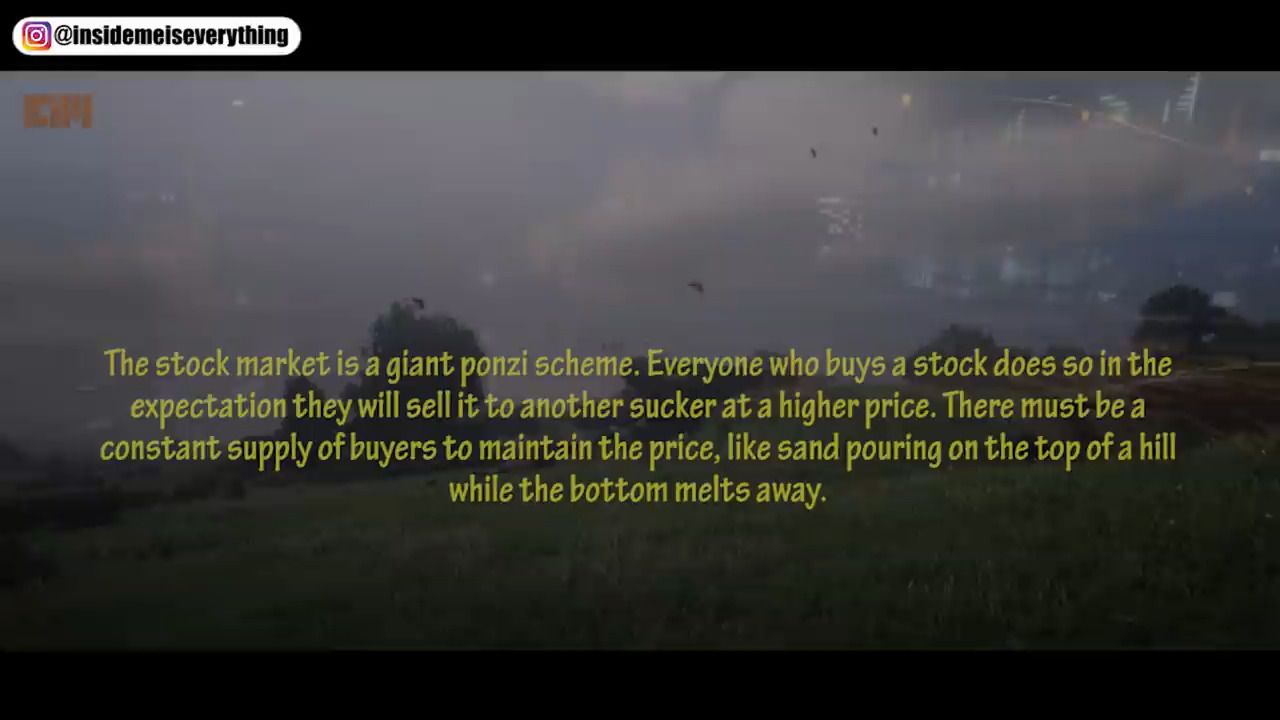 @insidemeiseverything
The stock market is a giant ponzi scheme. Everyone who buys a stock does so in the
expectation they will sell it to another sucker at a higher price. There must be a
constant supply of buyers to maintain the price, like sand pouring on the top of a hill
while the bottom melts away.